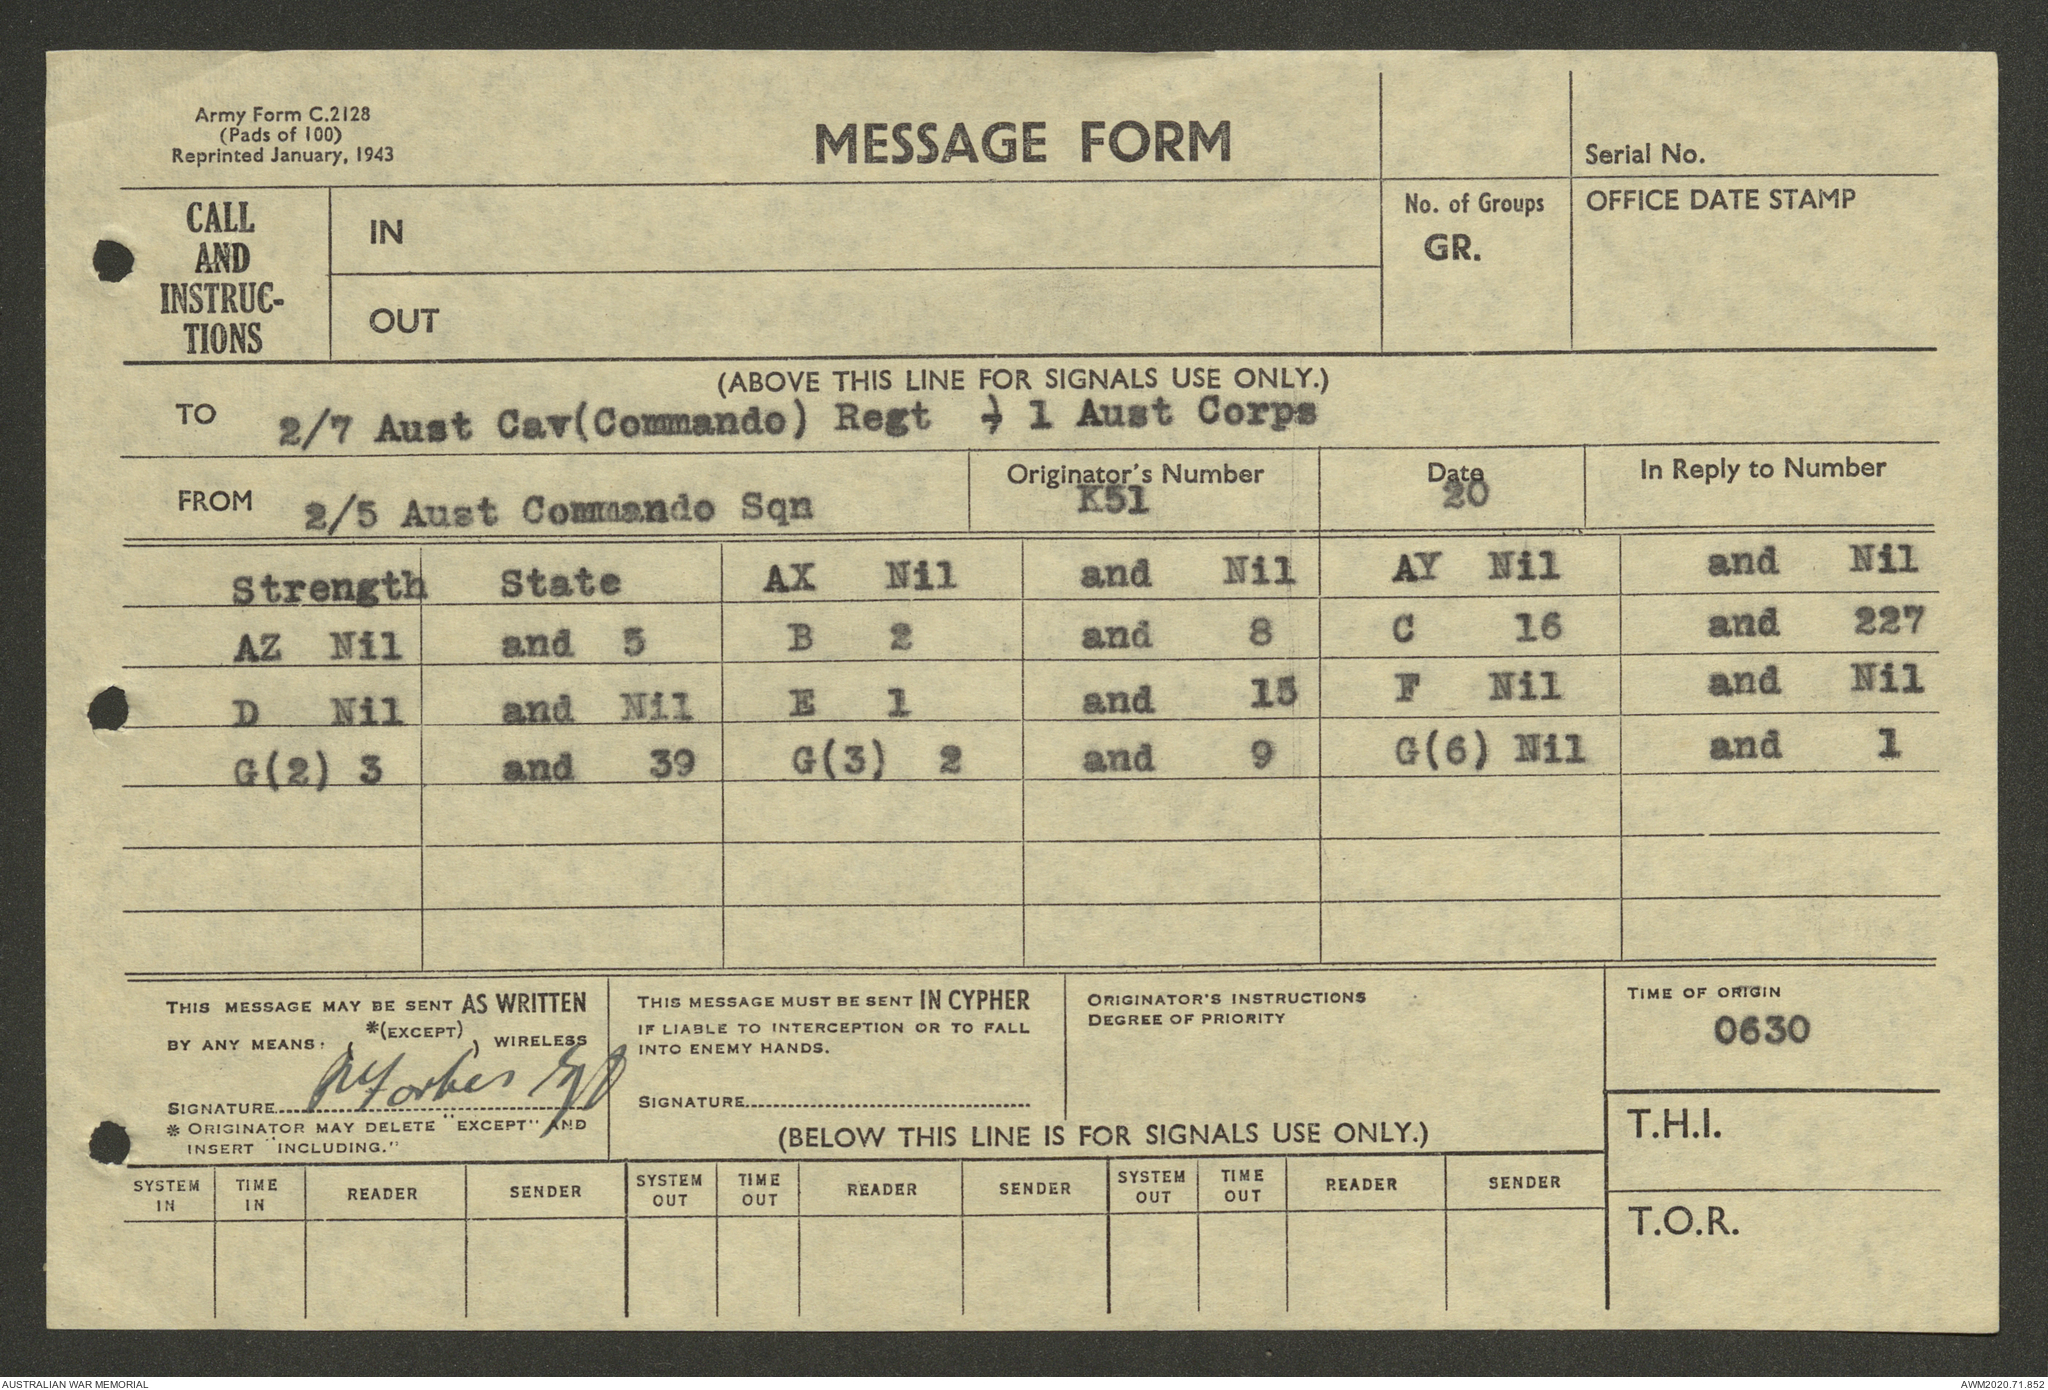 Army Form C.2128
(Pads of 100)
Reprinted January, 1943
MESSAGE FORM
Serial No.
CALL
AND
INSTRUC-
TIONS
IN
OUT
No. of Groups
GR.
OFFICE DATE STAMP
(ABOVE THIS LINE FOR SIGNALS USE ONLY.)
TO 2/7 Aust Cav(Commando) Regt 1 Aust Corps
FROM 2/5 Aust Commando Sqn
Originator's Number
K51
Date
20
In Reply to Number
Strength State AX Nil and Nil AY Nil and Nil
AZ Nil and 5 B 2 and 8 C 16 and 227
D Nil and Nil E 1 and 15 F Nil and Nil
G(2) 3 and 39 G(3) 2 and 9 G(6) Nil and 1
THIS MESSAGE MAY BE SENT AS WRITTEN
BY ANY MEANS, (*(EXCEPT) ) WIRELESS
SIGNATURE Forbes
* ORIGINATOR MAY DELETE "EXCEPT" AND
INSERT "INCLUDING."
THIS MESSAGE MUST BE SENT IN CYPHER
IF LIABLE TO INTERCEPTION OR TO FALL
INTO ENEMY HANDS.
SIGNATURE
ORIGINATOR'S INSTRUCTIONS
DEGREE OF PRIORITY
TIME OF ORIGIN
0630
(BELOW THIS LINE IS FOR SIGNALS USE ONLY.)
T.H.I.
T.O.R.
SYSTEM IN
TIME IN
READER
SENDER
SYSTEM OUT
TIME OUT
READER
SENDER
SYSTEM OUT
TIME OUT
READER
SENDER
AUSTRALIAN WAR MEMORIAL
AWM2020.71.852